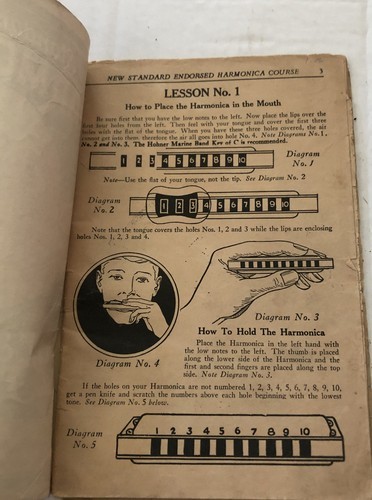 NEW STANDARD ENDORSED HARMONICA COURSE 3
LESSON No. 1
How to Place the Harmonica in the Mouth
Be sure first that you have the low notes to the left. Now place the lips over the
first four holes from the left. Then feel with your tongue and cover the first three
holes with the flat of the tongue. When you have these three holes covered, the air
cannot get into them, therefore the air all goes into hole No. 4. Note Diagrams No. 1,
No. 2 and No. 3. The Hohner Marine Band Key of C is recommended.
1 2 3 4 5 6 7 8 9 10
Diagram
No. 1
Note—Use the flat of your tongue, not the tip. See Diagram No. 2
Diagram
No. 2
1 2 3 4 5 6 7 8 9 10
Note that the tongue covers the holes Nos. 1, 2 and 3 while the lips are enclosing
holes Nos. 1, 2, 3 and 4.
Diagram No. 3
Diagram No. 4
How To Hold The Harmonica
Place the Harmonica in the left hand with
the low notes to the left. The thumb is placed
along the lower side of the Harmonica and the
first and second fingers are placed along the
top side. Note Diagram No. 3.
If the holes on your Harmonica are not numbered 1, 2, 3, 4, 5, 6, 7, 8, 9, 10,
get a pen knife and scratch the numbers above each hole beginning with the lowest
tone. See Diagram No. 5 below.
Diagram
No. 5
1 2 3 4 5 6 7 8 9 10